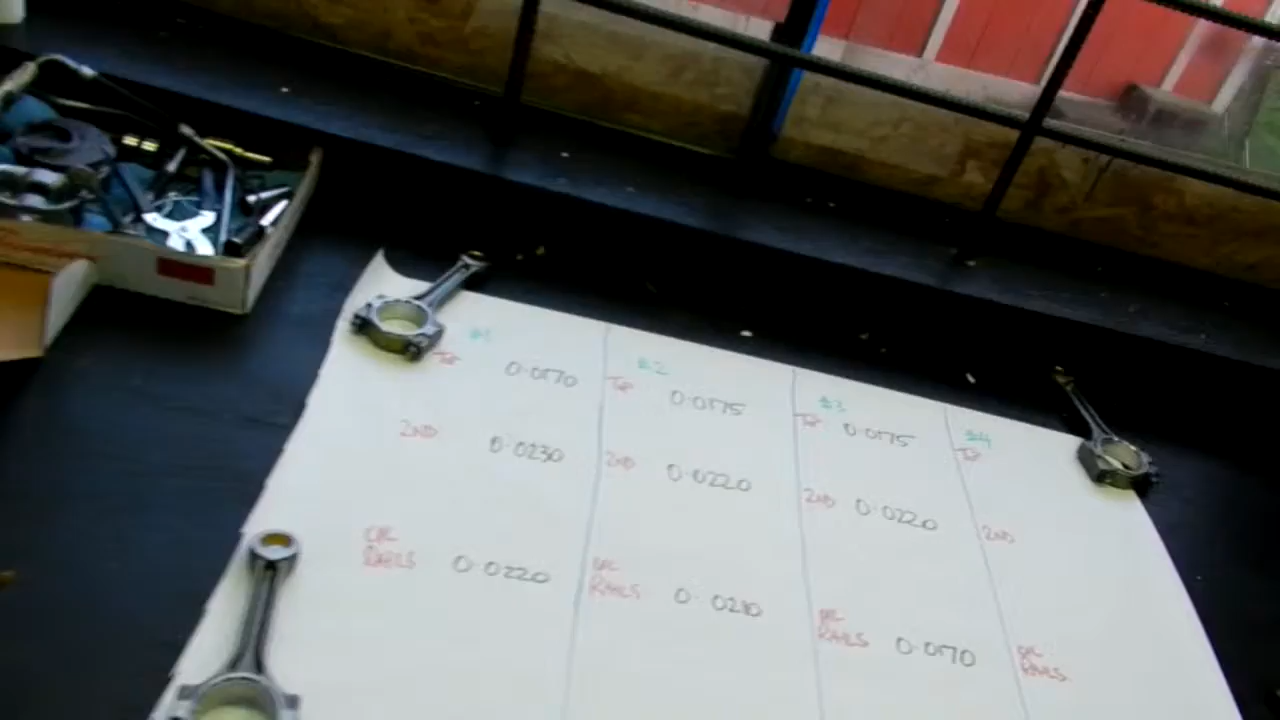 #1
TOP 0.0170
2ND 0.0230
OIL
RAILS 0.0220
#2
TOP 0.0175
2ND 0.0220
OIL
RAILS 0.0210
#3
TOP 0.0175
2ND 0.0220
OIL
RAILS 0.0170
#4
TOP
2ND
OIL
RAILS